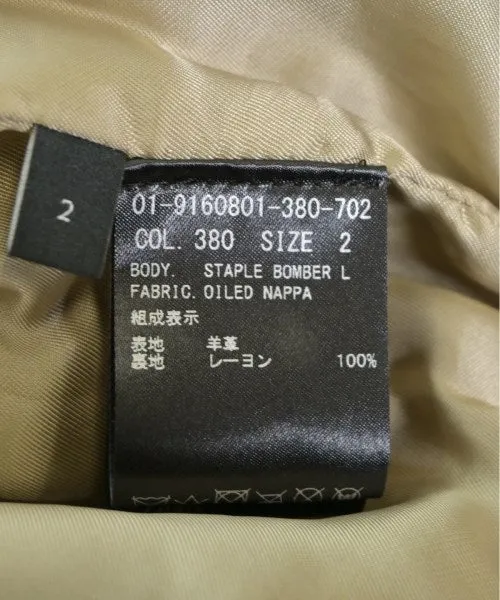 2
01-9160801-380-702
COL. 380 SIZE 2
BODY. STAPLE BOMBER L
FABRIC. OILED NAPPA
組成表示
表地 羊革
裏地 レーヨン 100%